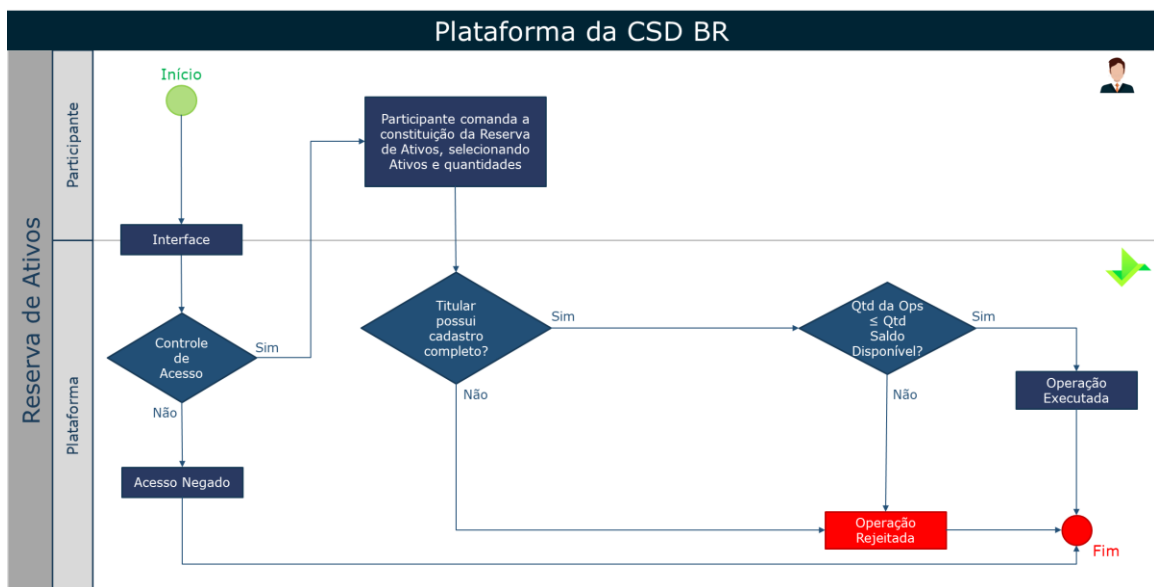 Plataforma da CSD BR
Reserva de Ativos
Participante
Plataforma
Início
Participante comanda a
constituição da Reserva
de Ativos, selecionando
Ativos e quantidades
Interface
Controle
de
Acesso
Sim
Não
Acesso Negado
Titular
possui
cadastro
completo?
Sim
Não
Qtd da Ops
≤ Qtd
Saldo
Disponível?
Sim
Não
Operação
Executada
Operação
Rejeitada
Fim